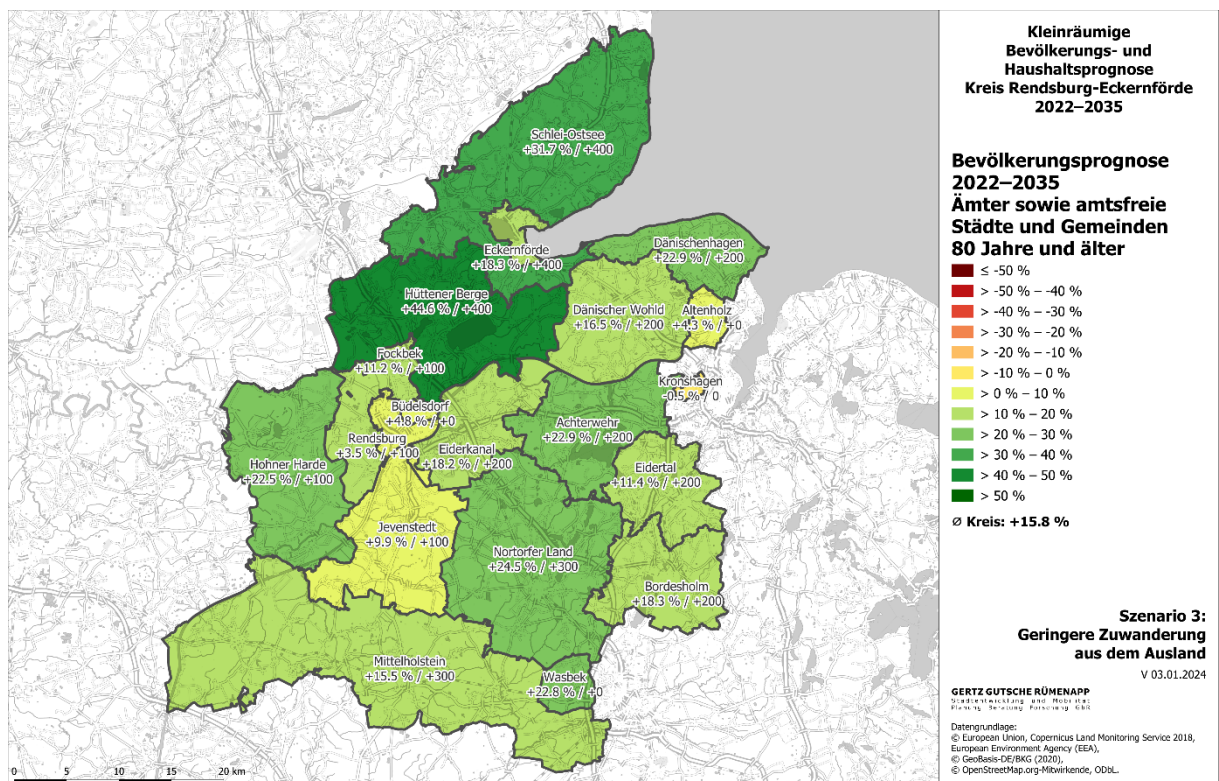 Schlei-Ostsee
+31.7 % / +400
Eckernförde
+18.3 % / +400
Dänischenhagen
+22.9 % / +200
Hüttener Berge
+44.6 % / +400
Dänischer Wohld
+16.5 % / +200
Altenholz
+4.3 % / +0
Fockbek
+11.2 % / +100
Kronshagen
-0.5 % / 0
Büdelsdorf
+4.8 % / +0
Achterwehr
+22.9 % / +200
Rendsburg
+3.5 % / +100
Eiderkanal
+18.2 % / +200
Hohner Harde
+22.5 % / +100
Eidertal
+11.4 % / +200
Jevenstedt
+9.9 % / +100
Nortorfer Land
+24.5 % / +300
Bordesholm
+18.3 % / +200
Mittelholstein
+15.5 % / +300
Wasbek
+22.8 % / +0
0 5 10 15 20 km
Kleinräumige
Bevölkerungs- und
Haushaltsprognose
Kreis Rendsburg-Eckernförde
2022–2035
Bevölkerungsprognose
2022–2035
Ämter sowie amtsfreie
Städte und Gemeinden
80 Jahre und älter
≤ -50 %
> -50 % – -40 %
> -40 % – -30 %
> -30 % – -20 %
> -20 % – -10 %
> -10 % – 0 %
> 0 % – 10 %
> 10 % – 20 %
> 20 % – 30 %
> 30 % – 40 %
> 40 % – 50 %
> 50 %
⌀ Kreis: +15.8 %
Szenario 3:
Geringere Zuwanderung
aus dem Ausland
V 03.01.2024
GERTZ GUTSCHE RÜMENAPP
Stadtentwicklung und Mobilität
Planung Beratung Forschung GbR
Datengrundlage:
© European Union, Copernicus Land Monitoring Service 2018,
European Environment Agency (EEA),
© GeoBasis-DE/BKG (2020),
© OpenStreetMap.org-Mitwirkende, ODbL.